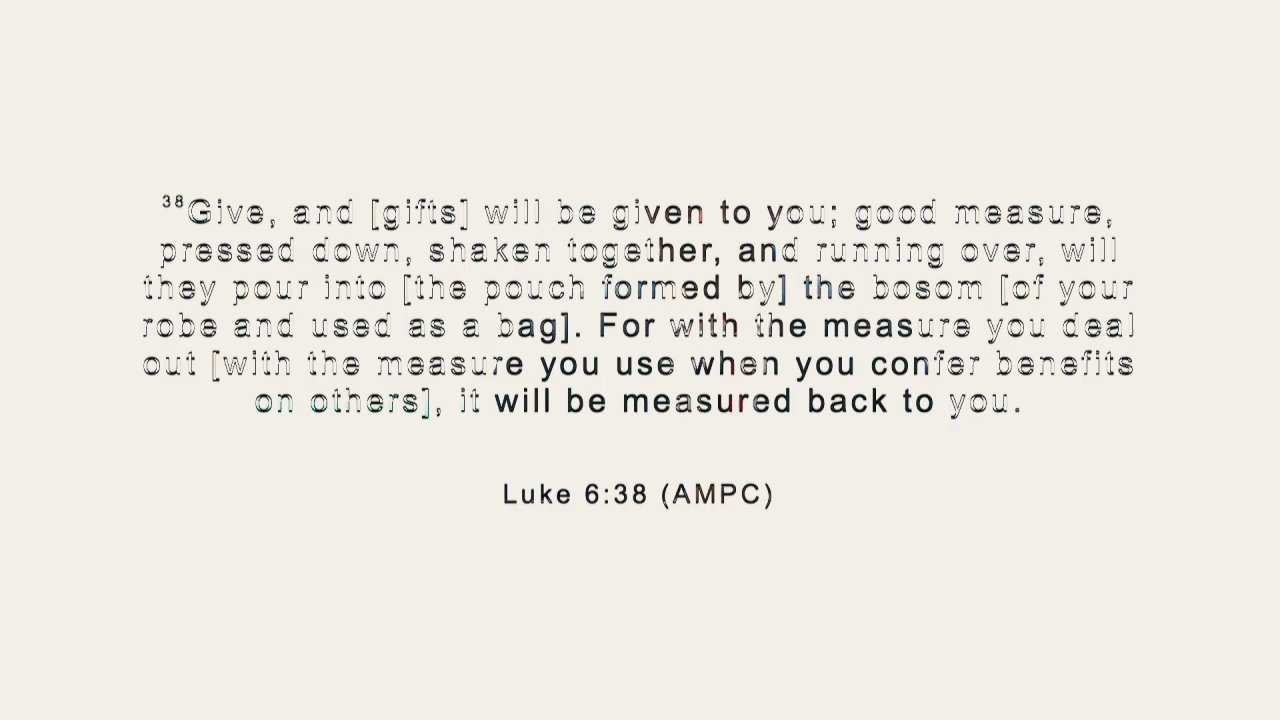 ³⁸Give, and [gifts] will be given to you; good measure,
pressed down, shaken together, and running over, will
they pour into [the pouch formed by] the bosom [of your
robe and used as a bag]. For with the measure you deal
out [with the measure you use when you confer benefits
on others], it will be measured back to you.
Luke 6:38 (AMPC)